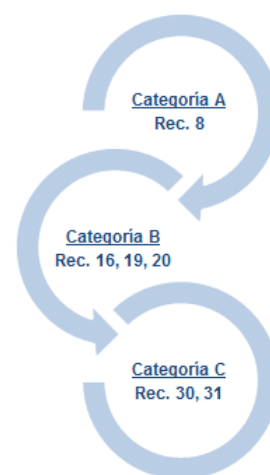 Categoría A
Rec. 8
Categoría B
Rec. 16, 19, 20
Categoría C
Rec. 30, 31